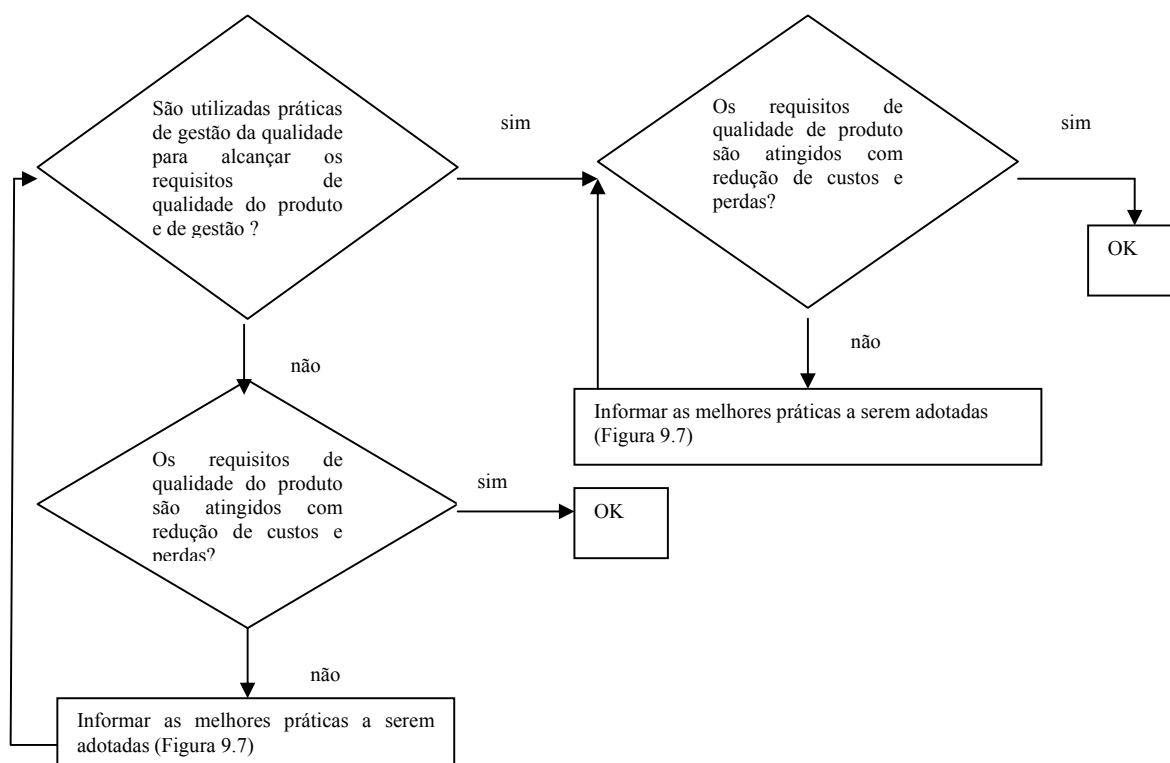 São utilizadas práticas
de gestão da qualidade
para alcançar os
requisitos de
qualidade do produto
e de gestão ?
sim
Os requisitos de
qualidade de produto
são atingidos com
redução de custos e
perdas?
sim
OK
não
Informar as melhores práticas a serem adotadas
(Figura 9.7)
não
Os requisitos de
qualidade do produto
são atingidos com
redução de custos e
perdas?
sim
OK
não
Informar as melhores práticas a serem
adotadas (Figura 9.7)